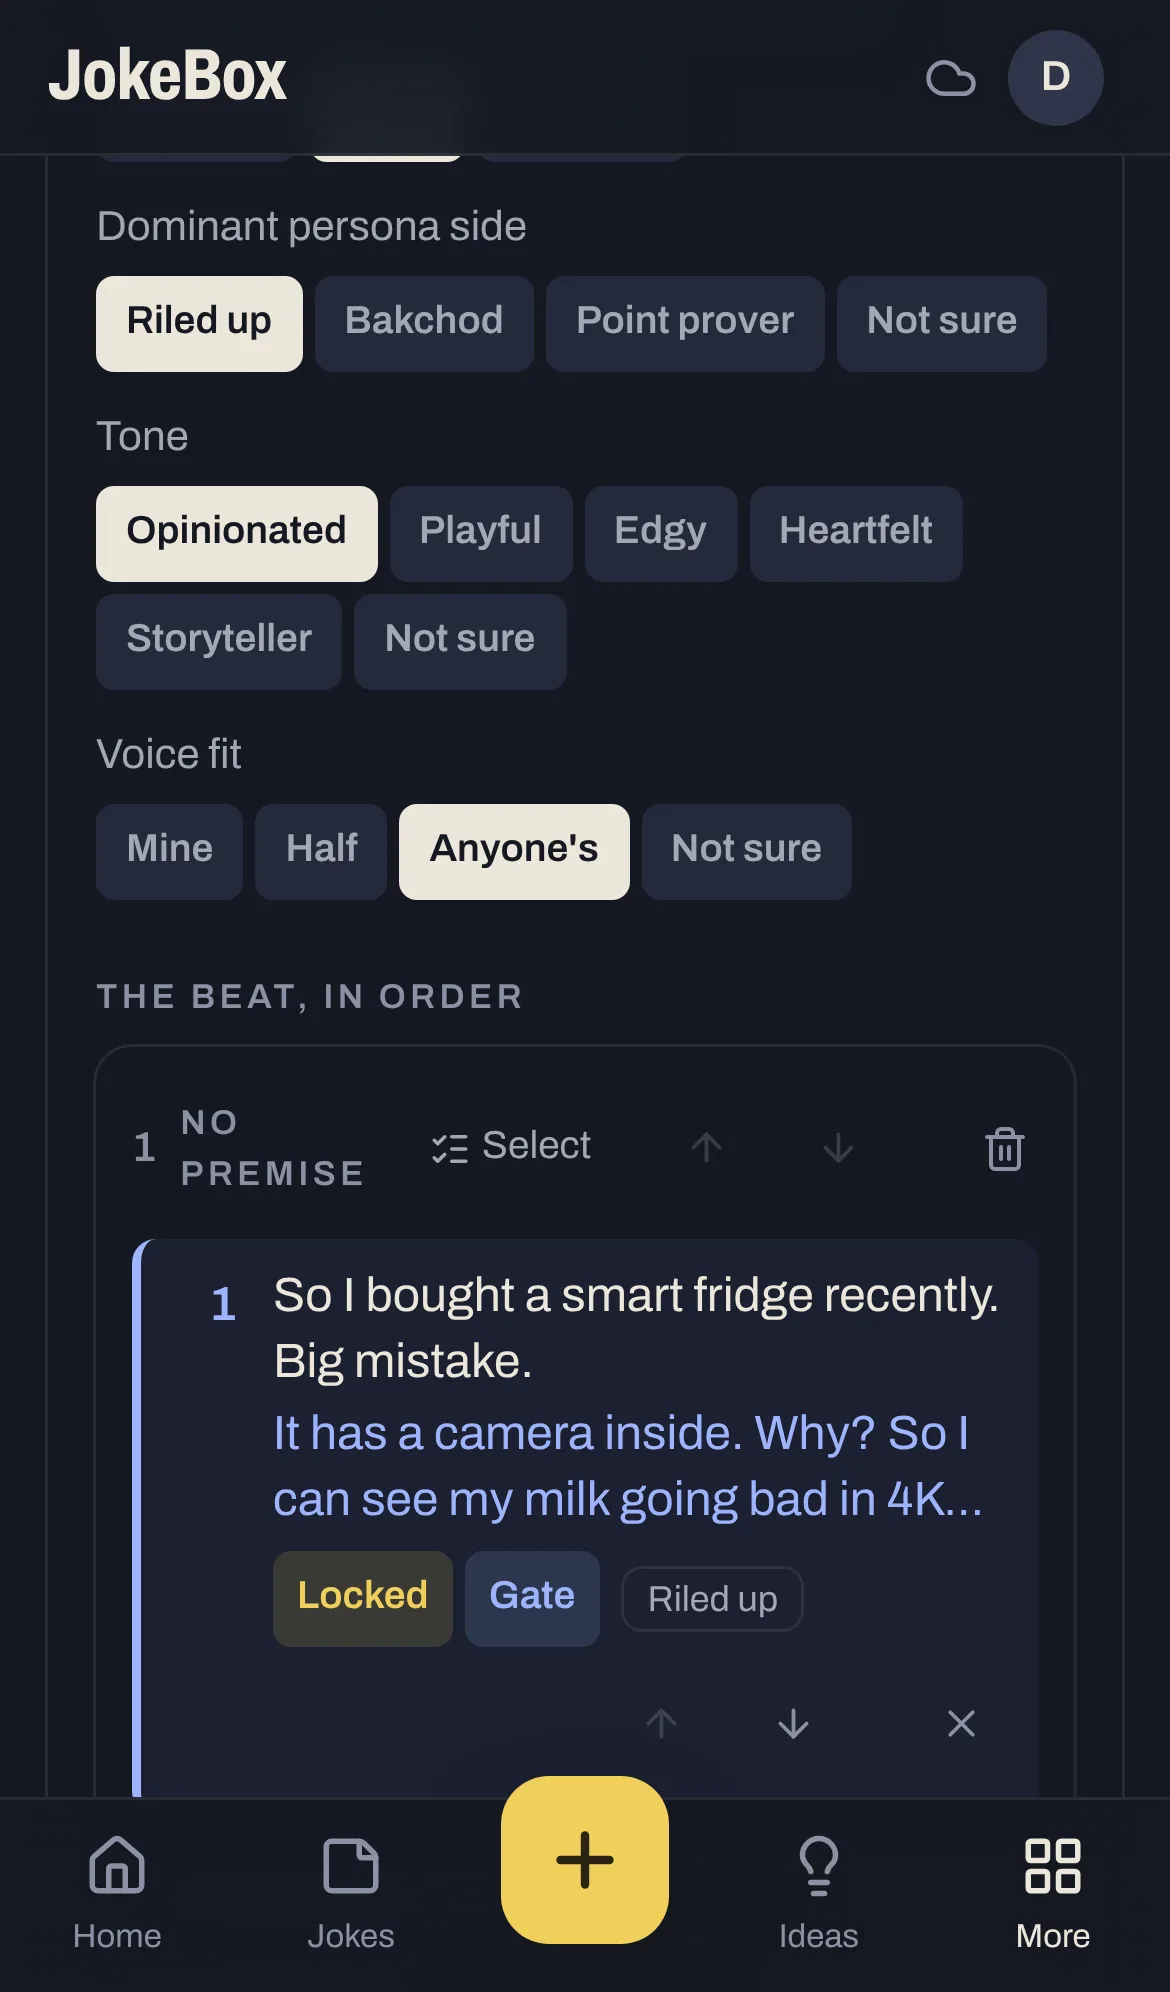 JokeBox
D
Dominant persona side
Riled up Bakchod Point prover Not sure
Tone
Opinionated Playful Edgy Heartfelt
Storyteller Not sure
Voice fit
Mine Half Anyone's Not sure
THE BEAT, IN ORDER
1 NO PREMISE Select
1 So I bought a smart fridge recently.
Big mistake.
It has a camera inside. Why? So I
can see my milk going bad in 4K...
Locked Gate Riled up
Home Jokes Ideas More